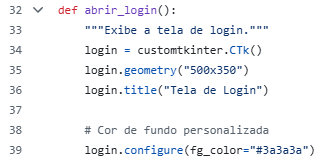 32 def abrir_login():
33 """Exibe a tela de login."""
34 login = customtkinter.CTk()
35 login.geometry("500x350")
36 login.title("Tela de Login")
37
38 # Cor de fundo personalizada
39 login.configure(fg_color="#3a3a3a")